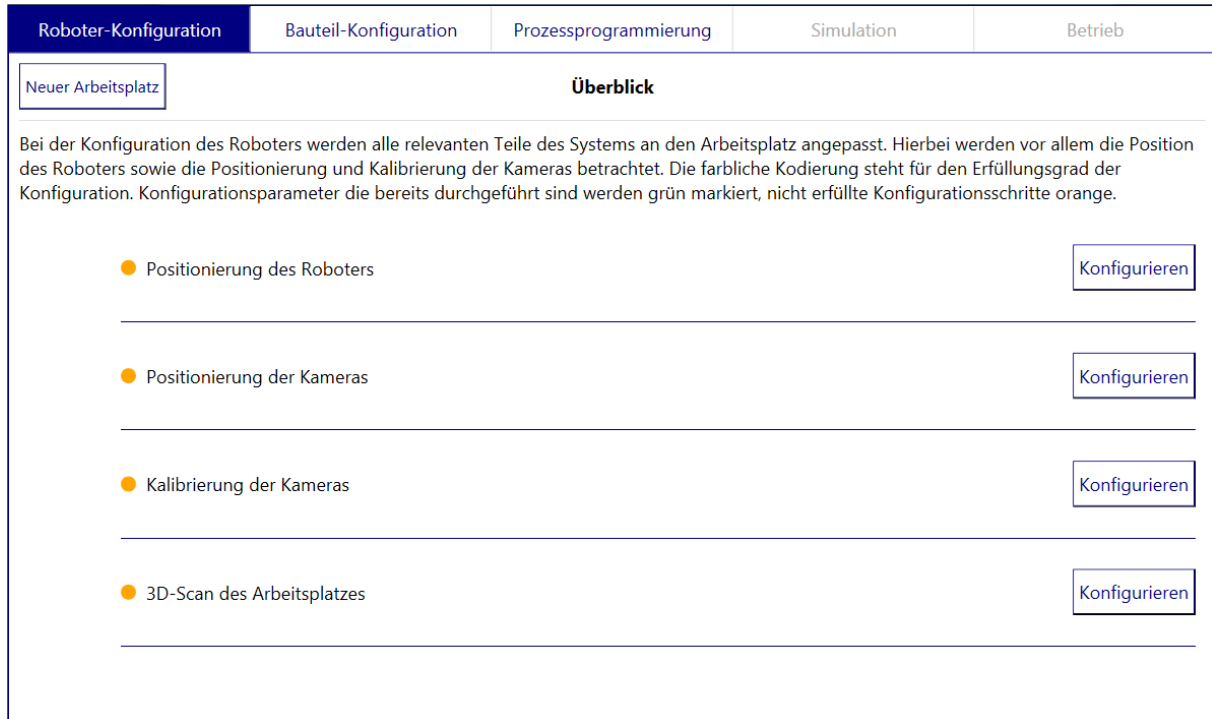 Roboter-Konfiguration Bauteil-Konfiguration Prozessprogrammierung Simulation Betrieb
Neuer Arbeitsplatz Überblick
Bei der Konfiguration des Roboters werden alle relevanten Teile des Systems an den Arbeitsplatz angepasst. Hierbei werden vor allem die Position
des Roboters sowie die Positionierung und Kalibrierung der Kameras betrachtet. Die farbliche Kodierung steht für den Erfüllungsgrad der
Konfiguration. Konfigurationsparameter die bereits durchgeführt sind werden grün markiert, nicht erfüllte Konfigurationsschritte orange.
Positionierung des Roboters Konfigurieren
Positionierung der Kameras Konfigurieren
Kalibrierung der Kameras Konfigurieren
3D-Scan des Arbeitsplatzes Konfigurieren